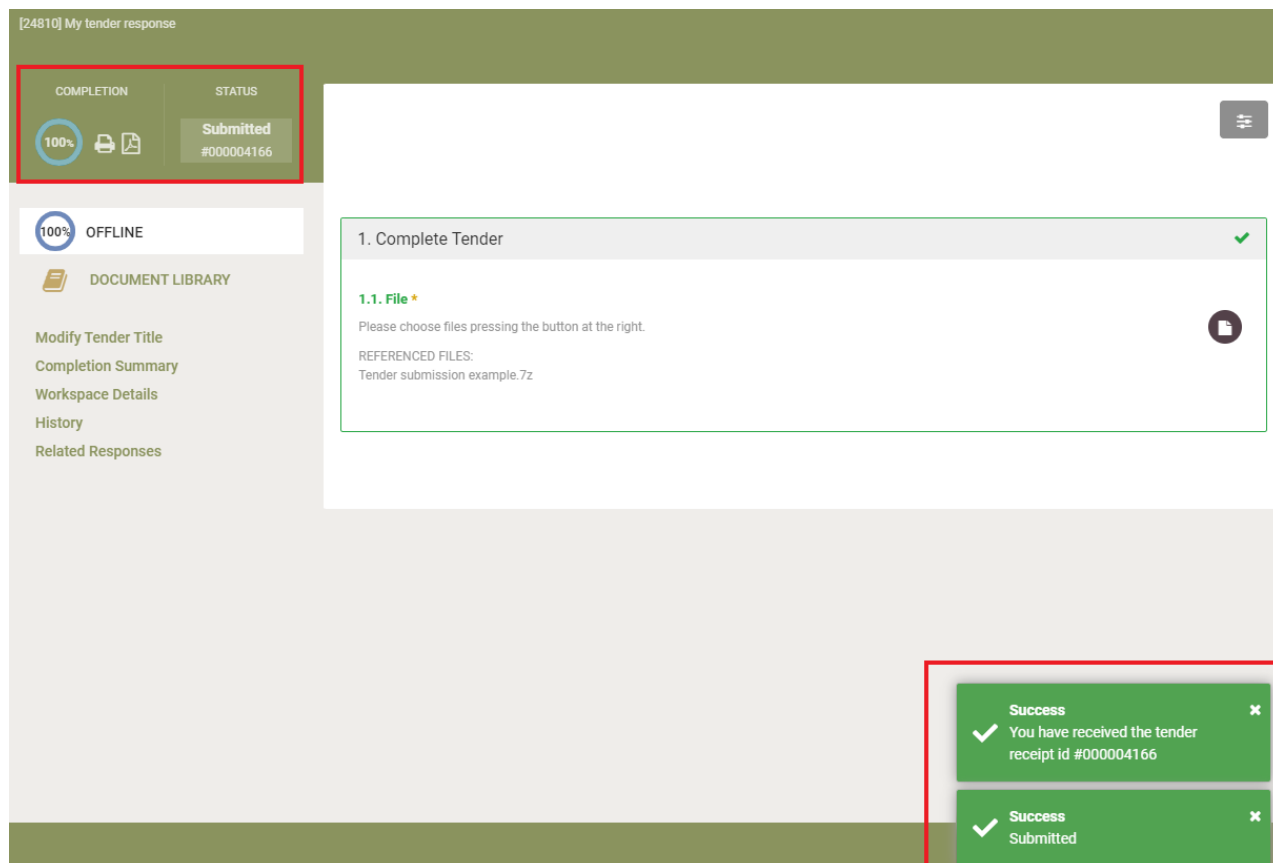 [24810] My tender response
COMPLETION
STATUS
100%
Submitted
#000004166
100%
OFFLINE
DOCUMENT LIBRARY
Modify Tender Title
Completion Summary
Workspace Details
History
Related Responses
1. Complete Tender
1.1. File *
Please choose files pressing the button at the right.
REFERENCED FILES:
Tender submission example.7z
Success
You have received the tender
receipt id #000004166
Success
Submitted